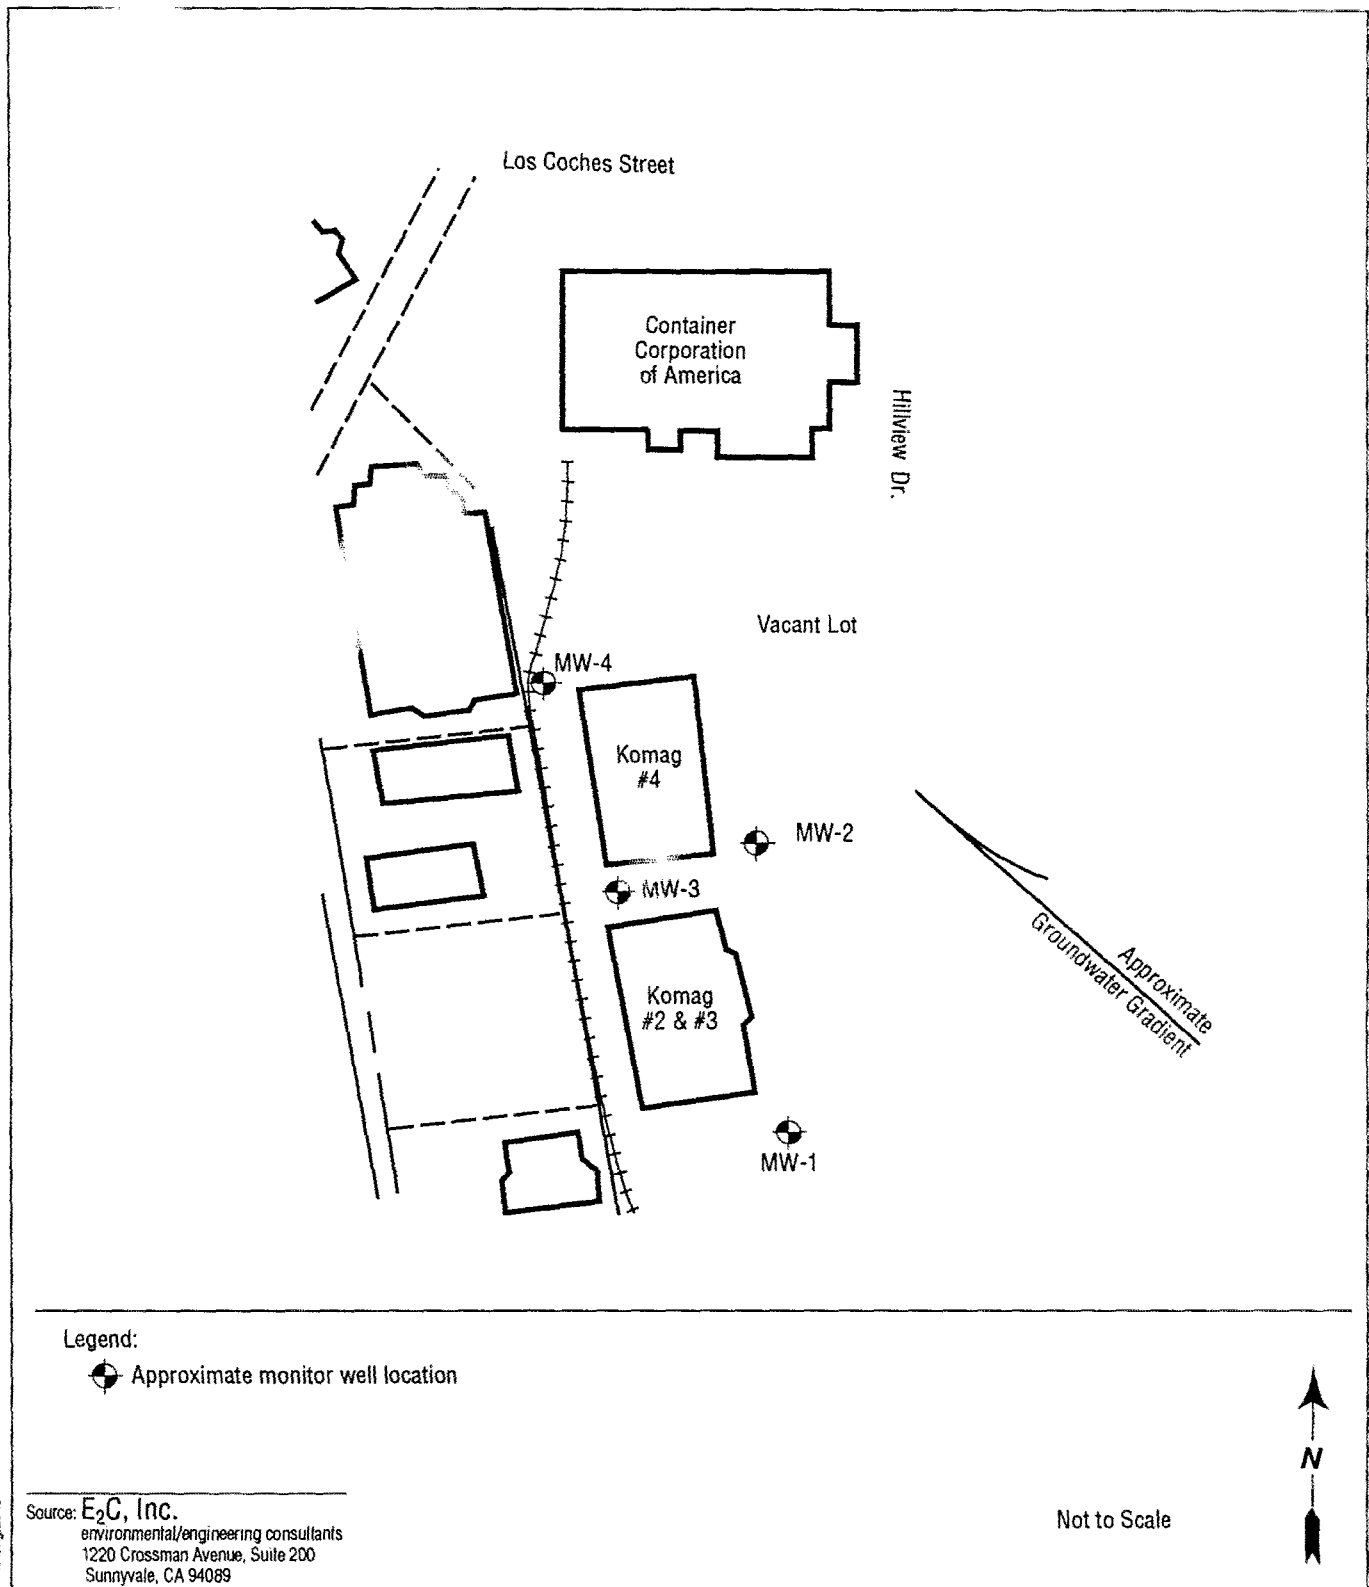 Los Coches Street
Container
Corporation
of America
Hillview Dr.
Vacant Lot
MW-4
Komag
#4
MW-2
MW-3
Approximate
Groundwater Gradient
Komag
#2 & #3
MW-1
Legend:
Approximate monitor well location
N
Not to Scale
Source: E₂C, Inc.
environmental/engineering consultants
1220 Crossman Avenue, Suite 200
Sunnyvale, CA 94089